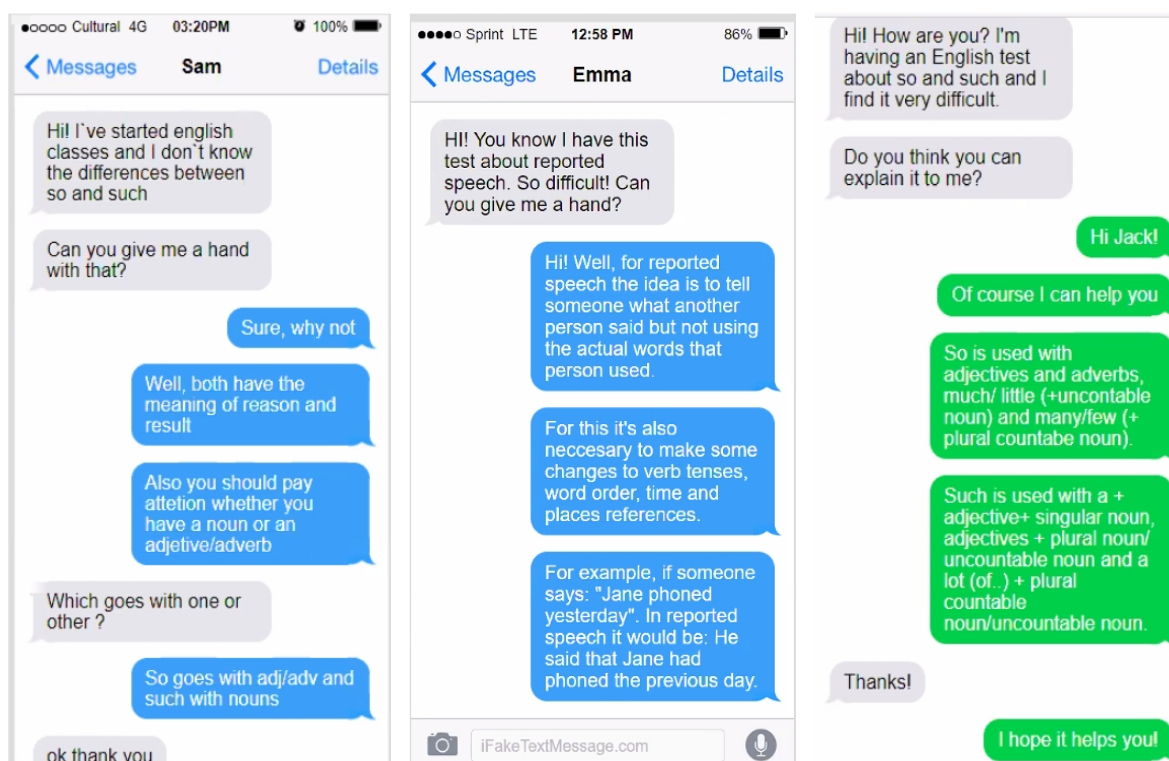 Cultural 4G 03:20PM 100%
Messages Sam Details
Hi! I`ve started english
classes and I don`t know
the differences between
so and such
Can you give me a hand
with that?
Sure, why not
Well, both have the
meaning of reason and
result
Also you should pay
attetion whether you
have a noun or an
adjetive/adverb
Which goes with one or
other ?
So goes with adj/adv and
such with nouns
ok thank you
Sprint LTE 12:58 PM 86%
Messages Emma Details
HI! You know I have this
test about reported
speech. So difficult! Can
you give me a hand?
Hi! Well, for reported
speech the idea is to tell
someone what another
person said but not using
the actual words that
person used.
For this it's also
neccesary to make some
changes to verb tenses,
word order, time and
places references.
For example, if someone
says: "Jane phoned
yesterday". In reported
speech it would be: He
said that Jane had
phoned the previous day.
iFakeTextMessage.com
Hi! How are you? I'm
having an English test
about so and such and I
find it very difficult.
Do you think you can
explain it to me?
Hi Jack!
Of course I can help you
So is used with
adjectives and adverbs,
much/ little (+uncontable
noun) and many/few (+
plural countabe noun).
Such is used with a +
adjective+ singular noun,
adjectives + plural noun/
uncountable noun and a
lot (of..) + plural
countable
noun/uncountable noun.
Thanks!
I hope it helps you!